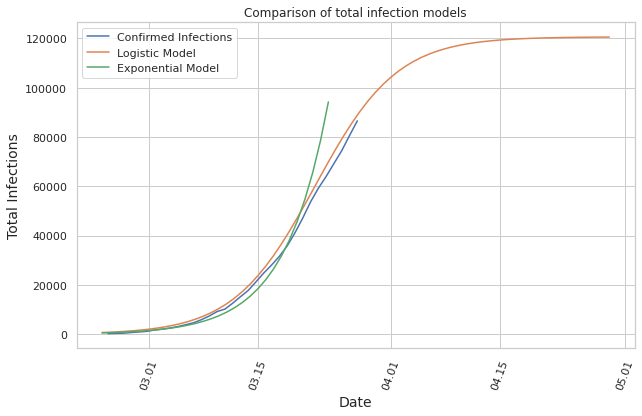 Comparison of total infection models
Confirmed Infections
Logistic Model
Exponential Model
Total Infections
120000
100000
80000
60000
40000
20000
0
03.01
03.15
04.01
04.15
05.01
Date